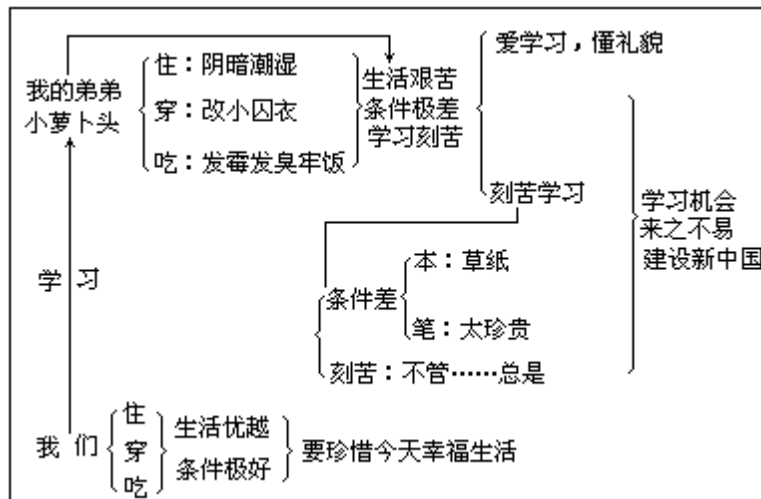 我的弟弟
小萝卜头
住：阴暗潮湿
穿：改小囚衣
吃：发霉发臭牢饭
生活艰苦
条件极差
学习刻苦
爱学习，懂礼貌
刻苦学习
条件差
本：草纸
笔：太珍贵
刻苦：不管……总是
学习机会
来之不易
建设新中国
学习
我们
住
穿
吃
生活优越
条件极好
要珍惜今天幸福生活